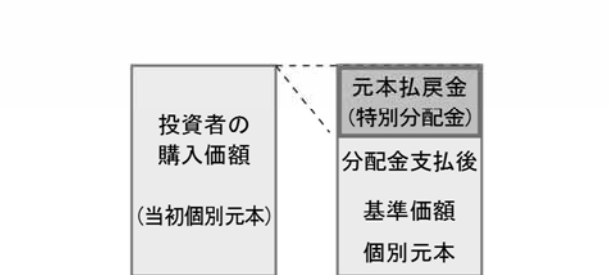 投資者の
購入価額
(当初個別元本)
元本払戻金
(特別分配金)
分配金支払後
基準価額
個別元本